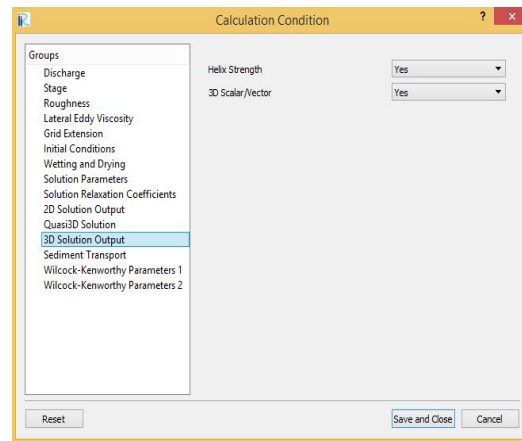 Calculation Condition
?
x
Groups
Discharge
Stage
Roughness
Lateral Eddy Viscosity
Grid Extension
Initial Conditions
Wetting and Drying
Solution Parameters
Solution Relaxation Coefficients
2D Solution Output
Quasi3D Solution
3D Solution Output
Sediment Transport
Wilcock-Kenworthy Parameters 1
Wilcock-Kenworthy Parameters 2
Helix Strength Yes
3D Scalar/Vector Yes
Reset Save and Close Cancel